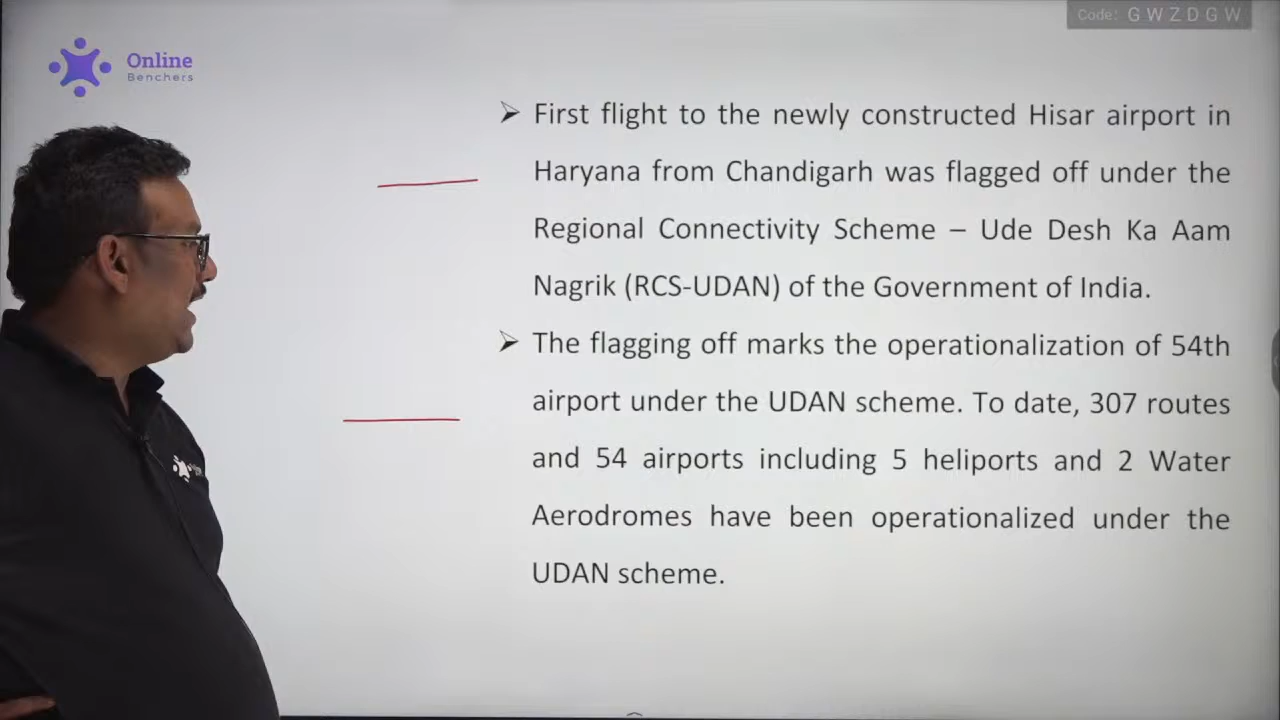 Code: G W Z D G W
Online
Benchers
➢ First flight to the newly constructed Hisar airport in
Haryana from Chandigarh was flagged off under the
Regional Connectivity Scheme – Ude Desh Ka Aam
Nagrik (RCS-UDAN) of the Government of India.
➢ The flagging off marks the operationalization of 54th
airport under the UDAN scheme. To date, 307 routes
and 54 airports including 5 heliports and 2 Water
Aerodromes have been operationalized under the
UDAN scheme.